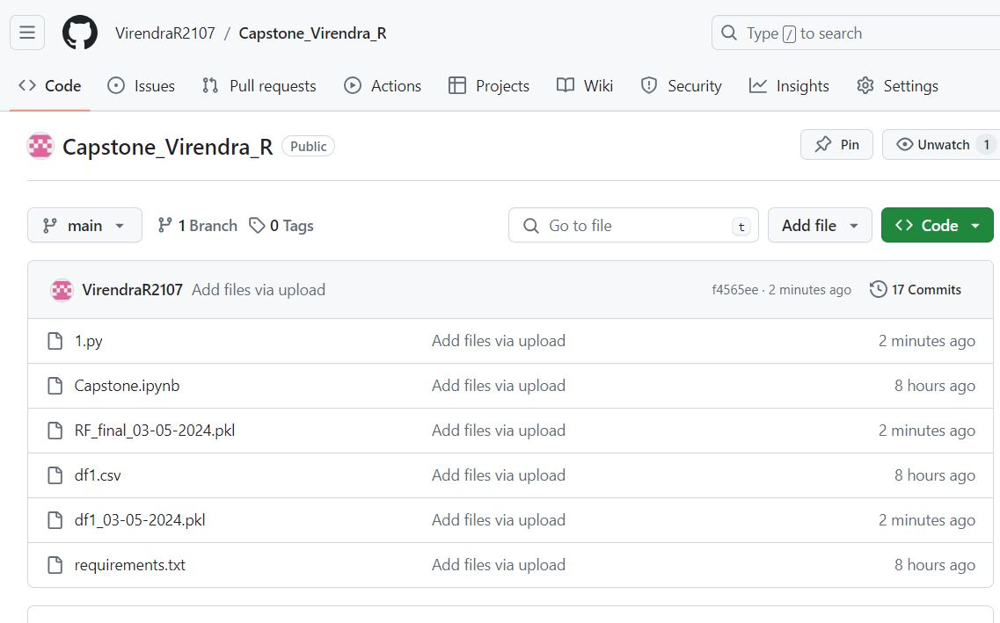 VirendraR2107 / Capstone_Virendra_R Type / to search
Code Issues Pull requests Actions Projects Wiki Security Insights Settings
Capstone_Virendra_R Public Pin Unwatch 1
main 1 Branch 0 Tags Go to file t Add file Code
VirendraR2107 Add files via upload f4565ee · 2 minutes ago 17 Commits
1.py Add files via upload 2 minutes ago
Capstone.ipynb Add files via upload 8 hours ago
RF_final_03-05-2024.pkl Add files via upload 2 minutes ago
df1.csv Add files via upload 8 hours ago
df1_03-05-2024.pkl Add files via upload 2 minutes ago
requirements.txt Add files via upload 8 hours ago